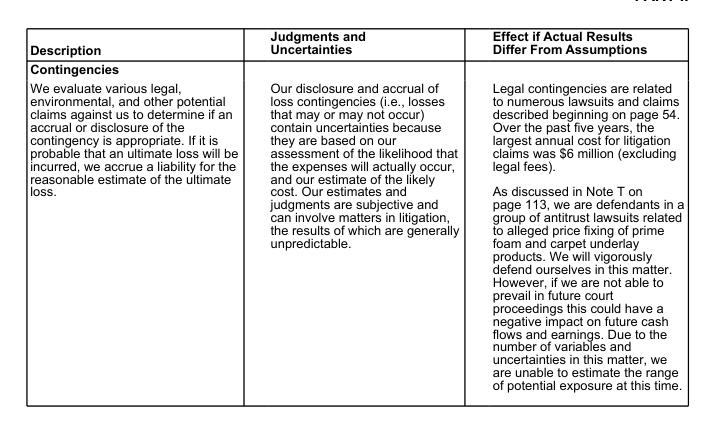 Description
Judgments and
Uncertainties
Effect if Actual Results
Differ From Assumptions
Contingencies
We evaluate various legal,
environmental, and other potential
claims against us to determine if an
accrual or disclosure of the
contingency is appropriate. If it is
probable that an ultimate loss will be
incurred, we accrue a liability for the
reasonable estimate of the ultimate
loss.
Our disclosure and accrual of
loss contingencies (i.e., losses
that may or may not occur)
contain uncertainties because
they are based on our
assessment of the likelihood that
the expenses will actually occur,
and our estimate of the likely
cost. Our estimates and
judgments are subjective and
can involve matters in litigation,
the results of which are generally
unpredictable.
Legal contingencies are related
to numerous lawsuits and claims
described beginning on page 54.
Over the past five years, the
largest annual cost for litigation
claims was $6 million (excluding
legal fees).
As discussed in Note T on
page 113, we are defendants in a
group of antitrust lawsuits related
to alleged price fixing of prime
foam and carpet underlay
products. We will vigorously
defend ourselves in this matter.
However, if we are not able to
prevail in future court
proceedings this could have a
negative impact on future cash
flows and earnings. Due to the
number of variables and
uncertainties in this matter, we
are unable to estimate the range
of potential exposure at this time.